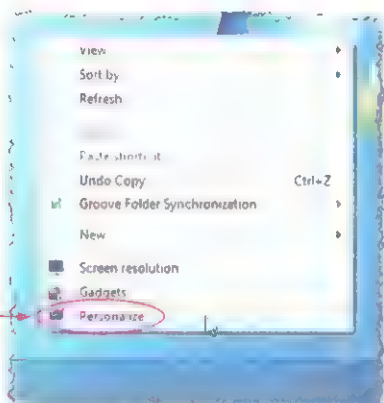 View
Sort by
Refresh
Paste shortcut
Undo Copy Ctrl+Z
Groove Folder Synchronization
New
Screen resolution
Gadgets
Personalize